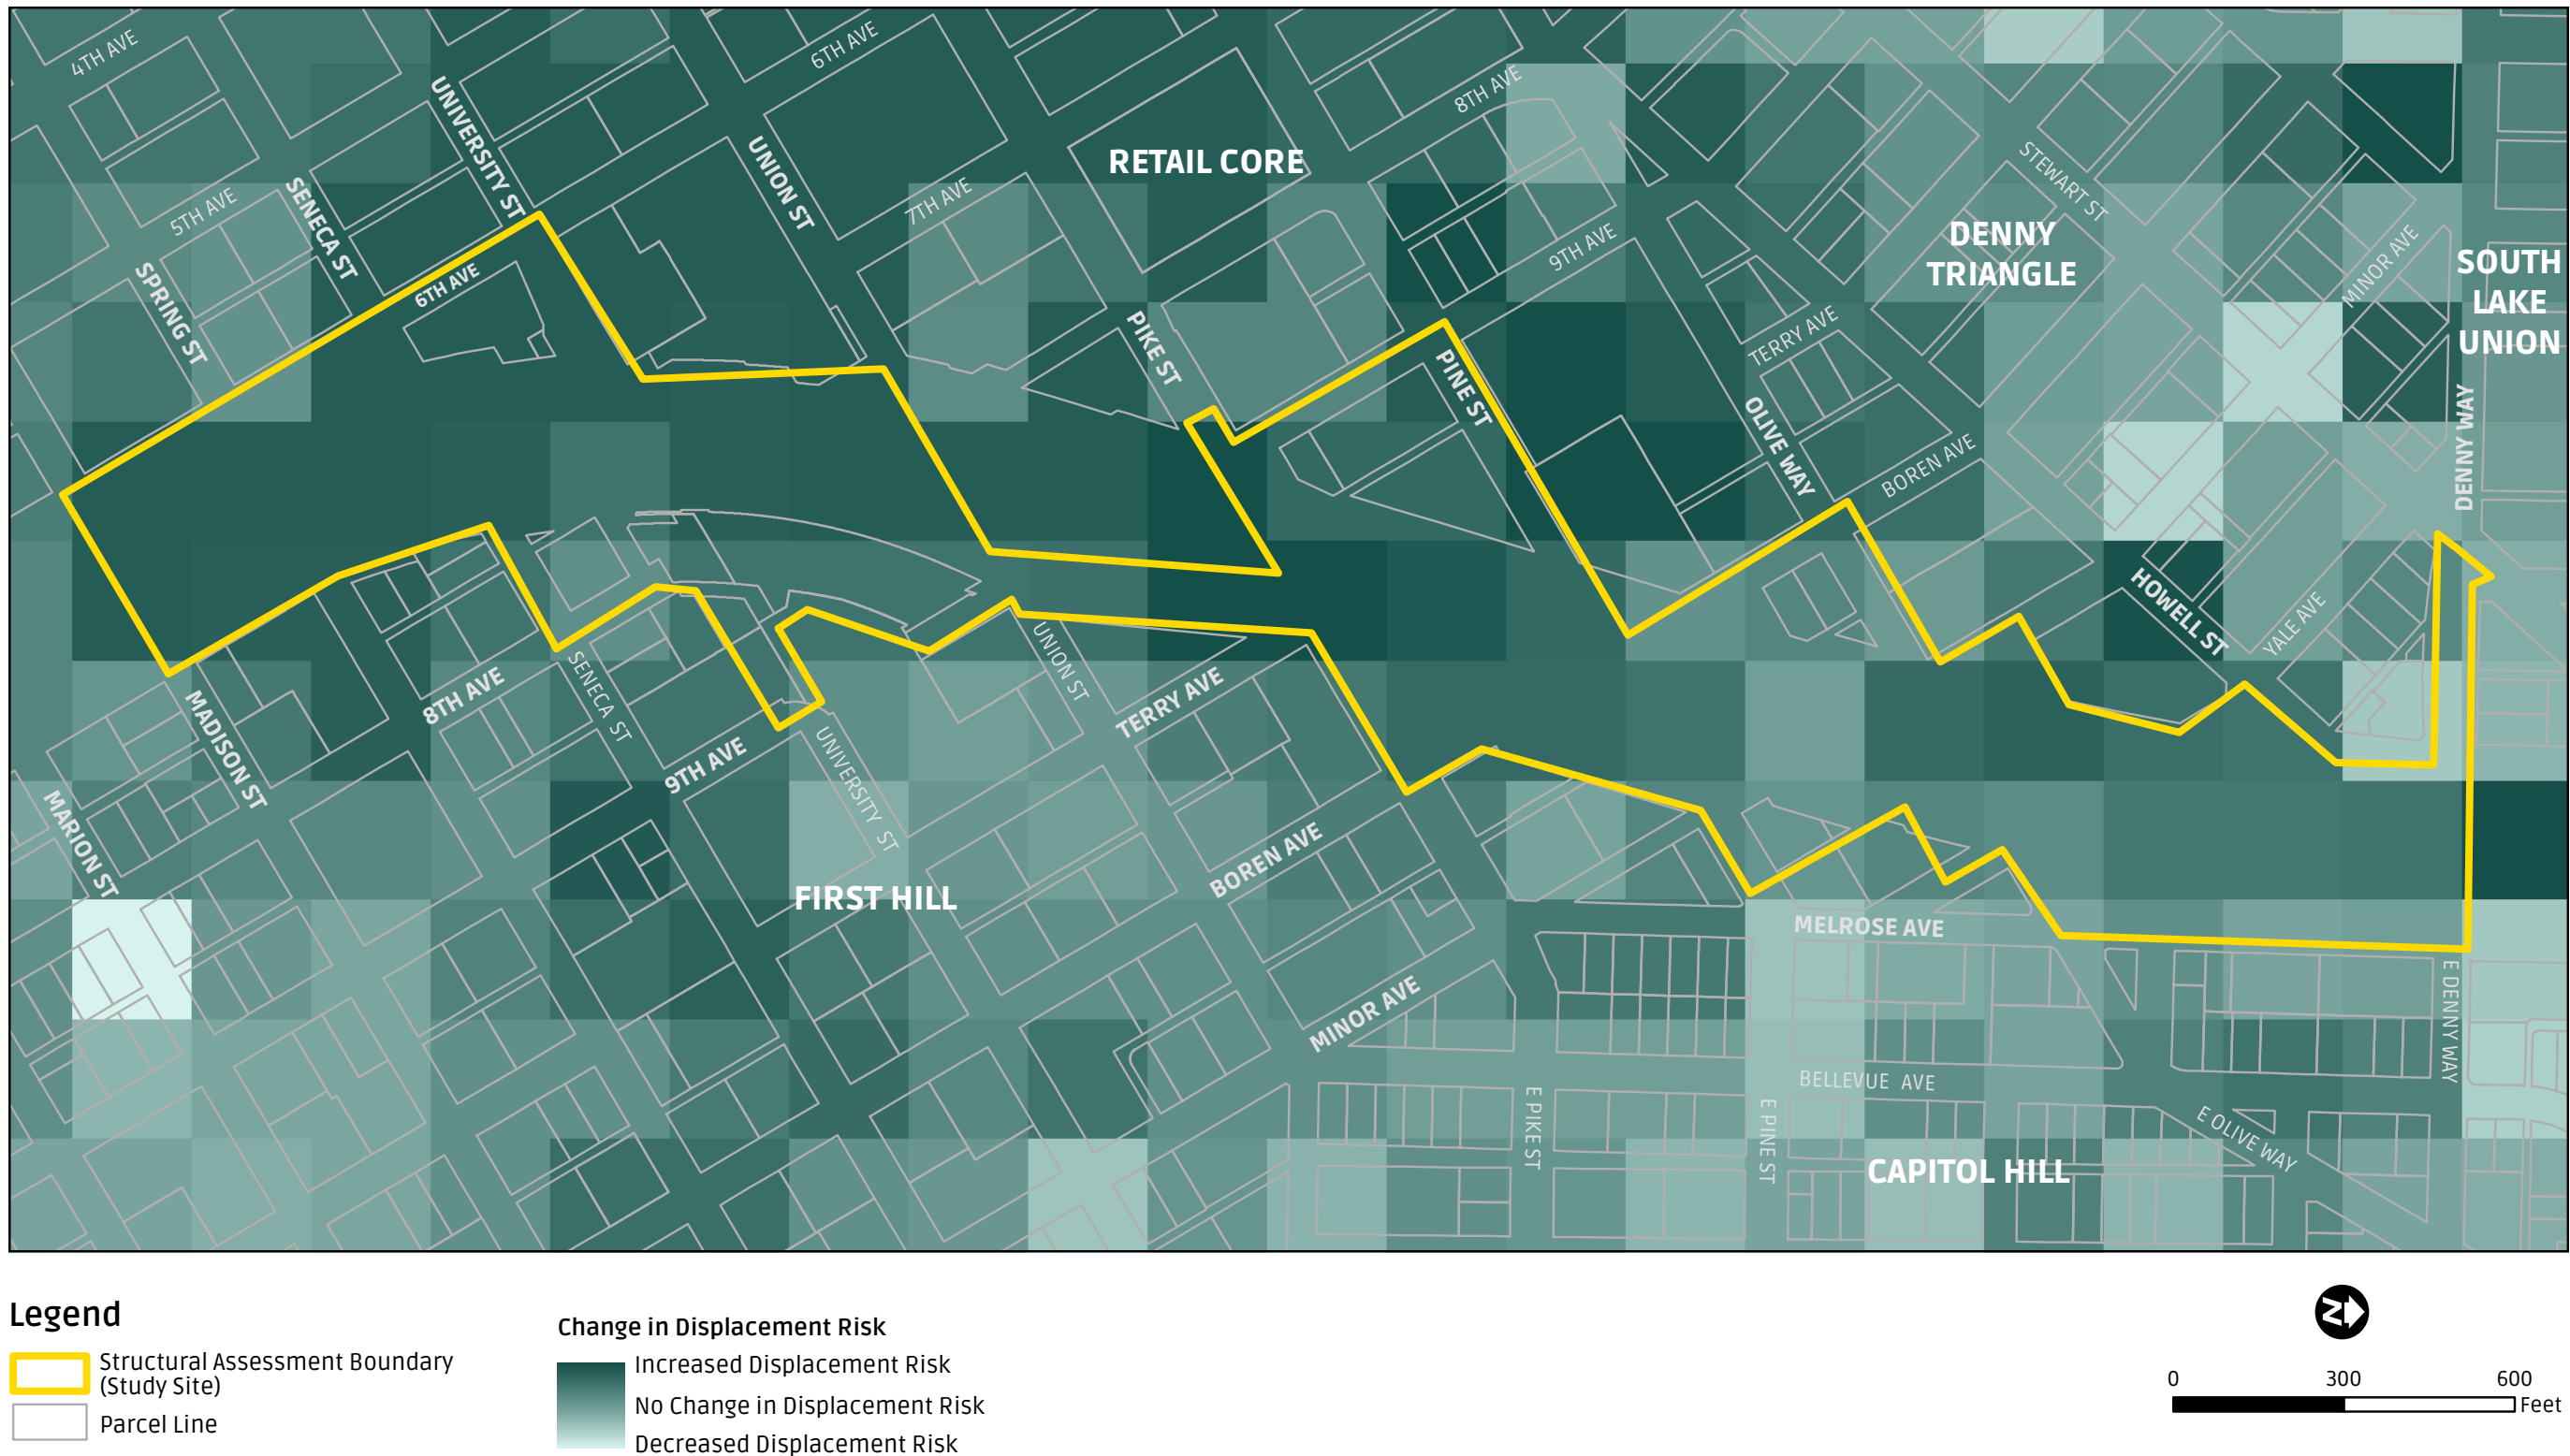 4TH AVE
UNIVERSITY ST
6TH AVE
UNION ST
RETAIL CORE
8TH AVE
STEWART ST
5TH AVE
SENECA ST
7TH AVE
9TH AVE
DENNY
TRIANGLE
MINOR AVE
SOUTH
LAKE
UNION
SPRING ST
6TH AVE
PIKE ST
PINE ST
TERRY AVE
OLIVE WAY
BOREN AVE
DENNY WAY
HOWELL ST
YALE AVE
MADISON ST
8TH AVE
SENECA ST
9TH AVE
UNIVERSITY ST
UNION ST
TERRY AVE
MARION ST
FIRST HILL
BOREN AVE
MELROSE AVE
MINOR AVE
E DENNY WAY
BELLEVUE AVE
E PIKE ST
E PINE ST
E OLIVE WAY
CAPITOL HILL
Legend
Structural Assessment Boundary
(Study Site)
Parcel Line
Change in Displacement Risk
Increased Displacement Risk
No Change in Displacement Risk
Decreased Displacement Risk
N
0 300 600
Feet